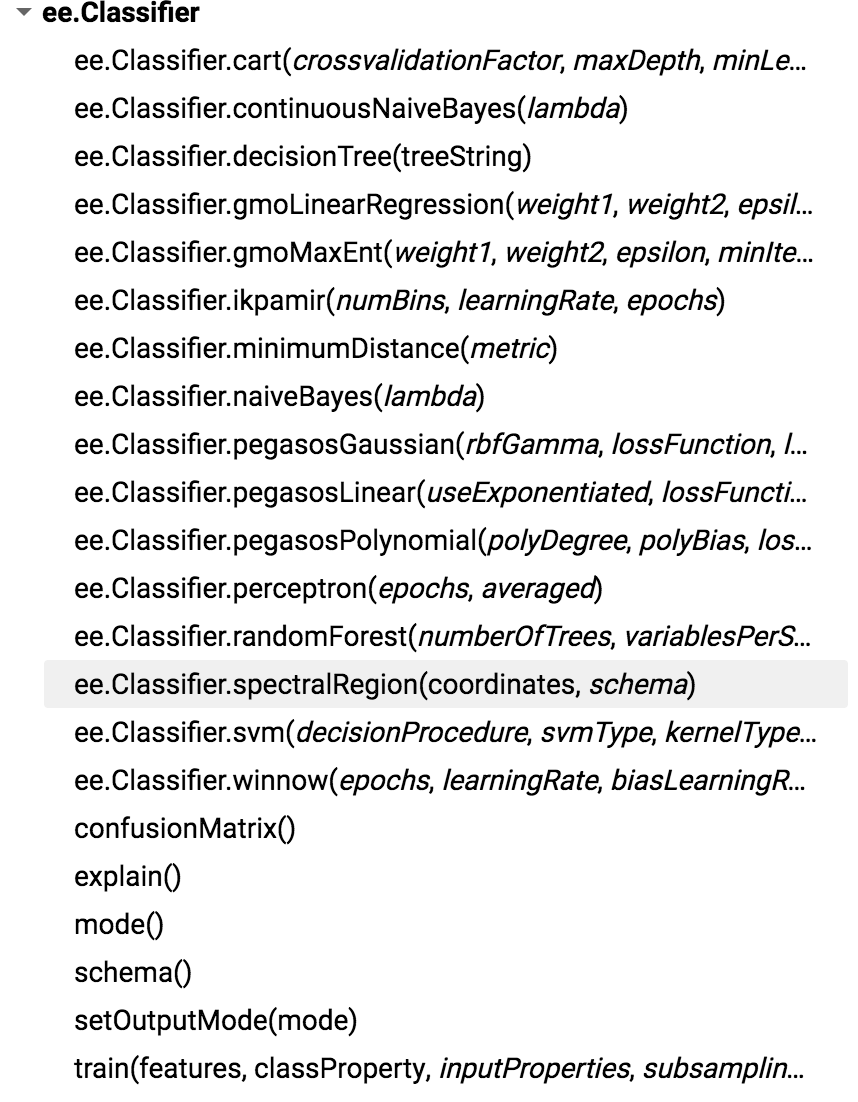 ee.Classifier
ee.Classifier.cart(crossvalidationFactor, maxDepth, minLe...
ee.Classifier.continuousNaiveBayes(lambda)
ee.Classifier.decisionTree(treeString)
ee.Classifier.gmoLinearRegression(weight1, weight2, epsil...
ee.Classifier.gmoMaxEnt(weight1, weight2, epsilon, minIte...
ee.Classifier.ikpamir(numBins, learningRate, epochs)
ee.Classifier.minimumDistance(metric)
ee.Classifier.naiveBayes(lambda)
ee.Classifier.pegasosGaussian(rbfGamma, lossFunction, l...
ee.Classifier.pegasosLinear(useExponentiated, lossFuncti...
ee.Classifier.pegasosPolynomial(polyDegree, polyBias, los...
ee.Classifier.perceptron(epochs, averaged)
ee.Classifier.randomForest(numberOfTrees, variablesPerS...
ee.Classifier.spectralRegion(coordinates, schema)
ee.Classifier.svm(decisionProcedure, svmType, kernelType...
ee.Classifier.winnow(epochs, learningRate, biasLearningR...
confusionMatrix()
explain()
mode()
schema()
setOutputMode(mode)
train(features, classProperty, inputProperties, subsamplin...